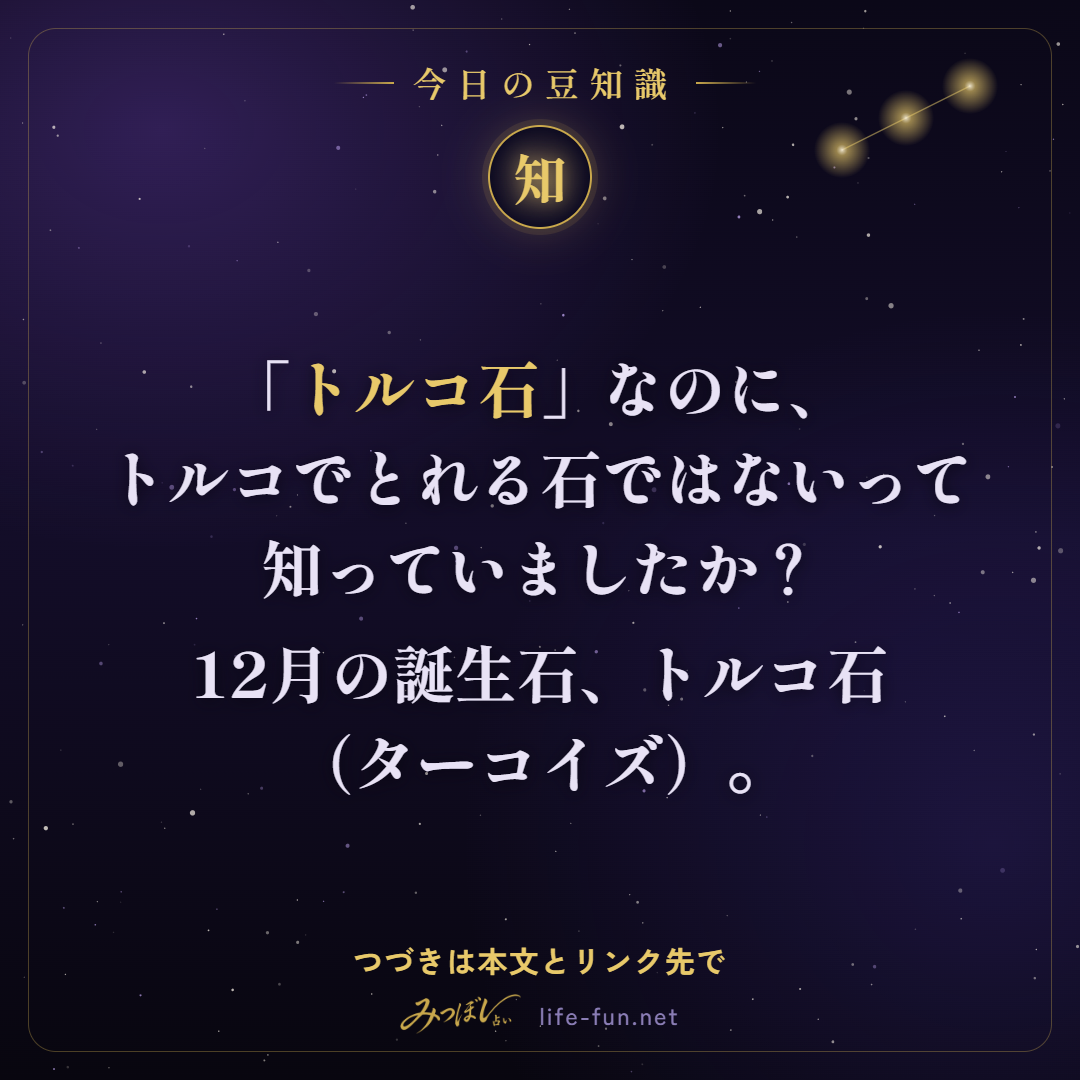 今日の豆知識
知
「トルコ石」なのに、
トルコでとれる石ではないって
知っていましたか？
12月の誕生石、トルコ石
（ターコイズ）。
つづきは本文とリンク先で
みつぼし占い life-fun.net